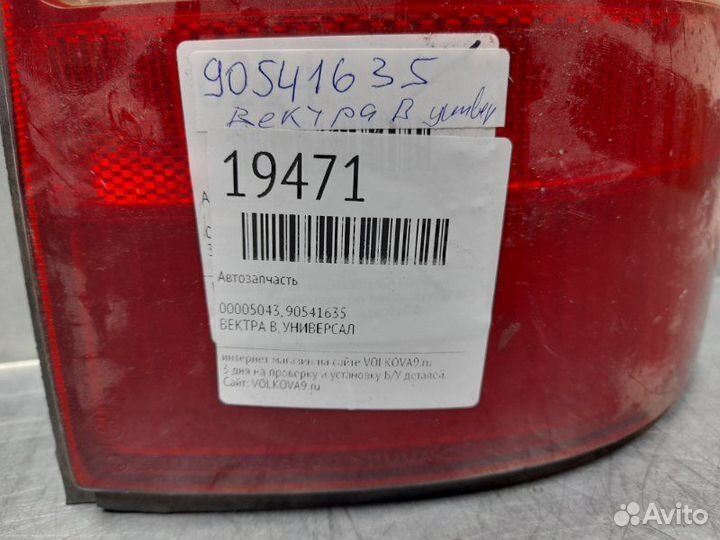 90541635
Вектра В универ
19471
Автозапчасть
00005043, 90541635
ВЕКТРА В, УНИВЕРСАЛ
интернет магазин на сайте VOLKOVA9.ru
3 дня на проверку и установку Б/У деталей
Сайт: VOLKOVA9.ru
Avito